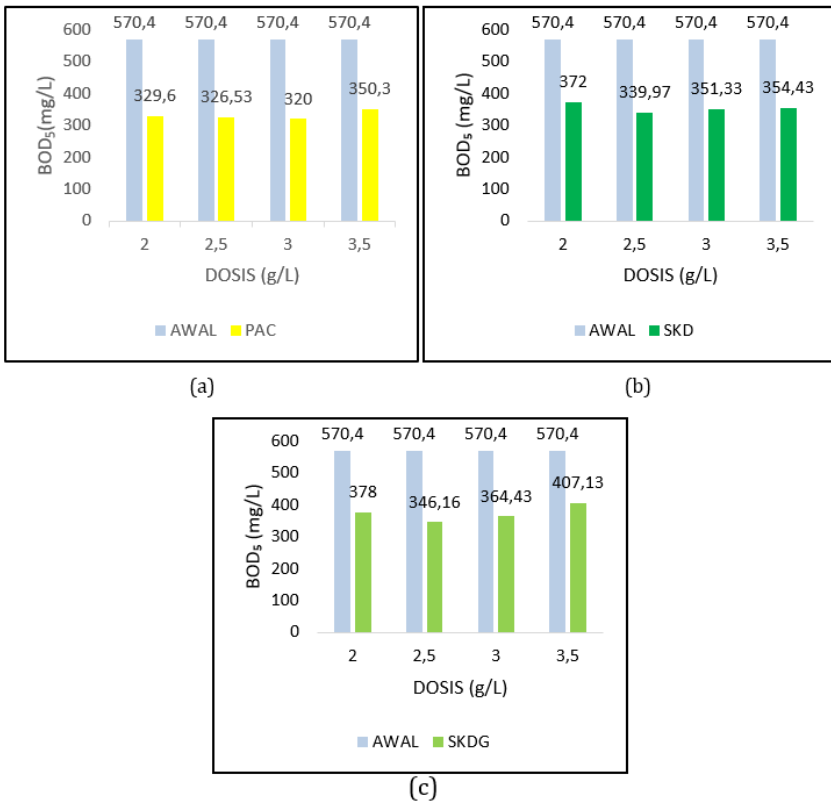 570,4 570,4 570,4 570,4
600
500
400
300
200
100
0
BOD₅(mg/L)
329,6 326,53 320 350,3
2 2,5 3 3,5
DOSIS (g/L)
AWAL PAC
(a)
570,4 570,4 570,4 570,4
600
500
400
300
200
100
0
BOD₅ (mg/L)
372 339,97 351,33 354,43
2 2,5 3 3,5
DOSIS (g/L)
AWAL SKD
(b)
570,4 570,4 570,4 570,4
600
500
400
300
200
100
0
BOD₅ (mg/L)
378 346,16 364,43 407,13
2 2,5 3 3,5
DOSIS (g/L)
AWAL SKDG
(c)